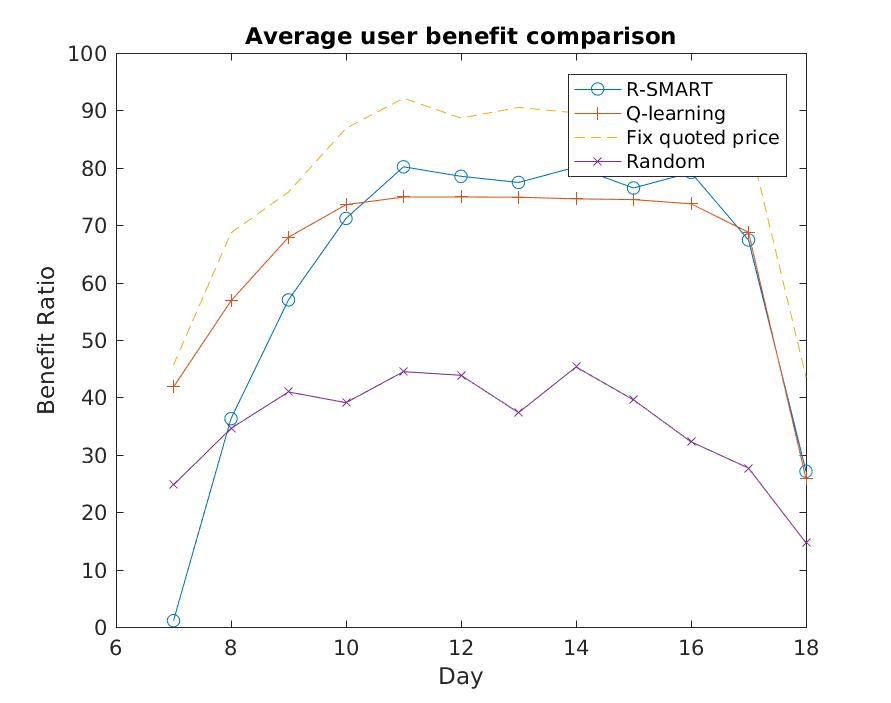 Average user benefit comparison
100
90
80
70
60
50
40
30
20
10
0
Benefit Ratio
R-SMART
Q-learning
Fix quoted price
Random
6 8 10 12 14 16 18
Day